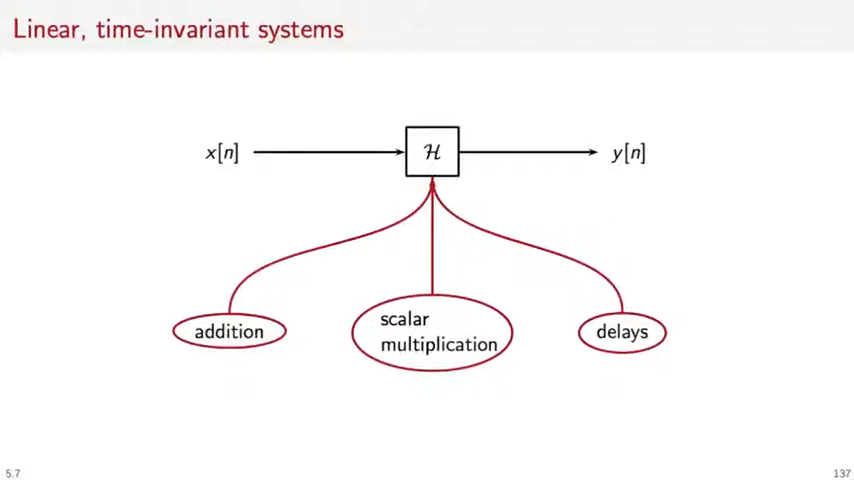 Linear, time-invariant systems
x[n]
ℋ
y[n]
addition
scalar
multiplication
delays
5.7
137